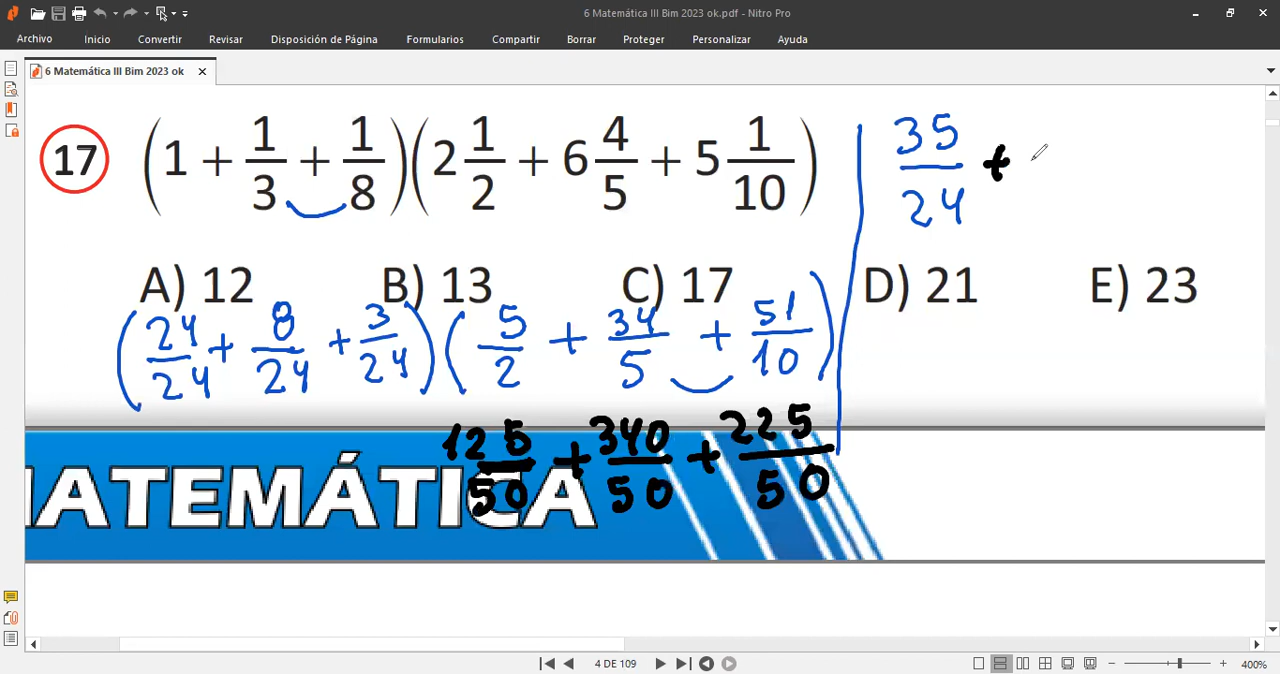 6 Matemática III Bim 2023 ok.pdf - Nitro Pro
Archivo Inicio Convertir Revisar Disposición de Página Formularios Compartir Borrar Proteger Personalizar Ayuda
6 Matemática III Bim 2023 ok
17 (1 + 1/3 + 1/8)(2 1/2 + 6 4/5 + 5 1/10) 35/24 +
A) 12 B) 13 C) 17 D) 21 E) 23
(24/24 + 8/24 + 3/24)(5/2 + 34/5 + 51/10)
125/50 + 340/50 + 225/50
MATEMÁTICA
4 DE 109 400%